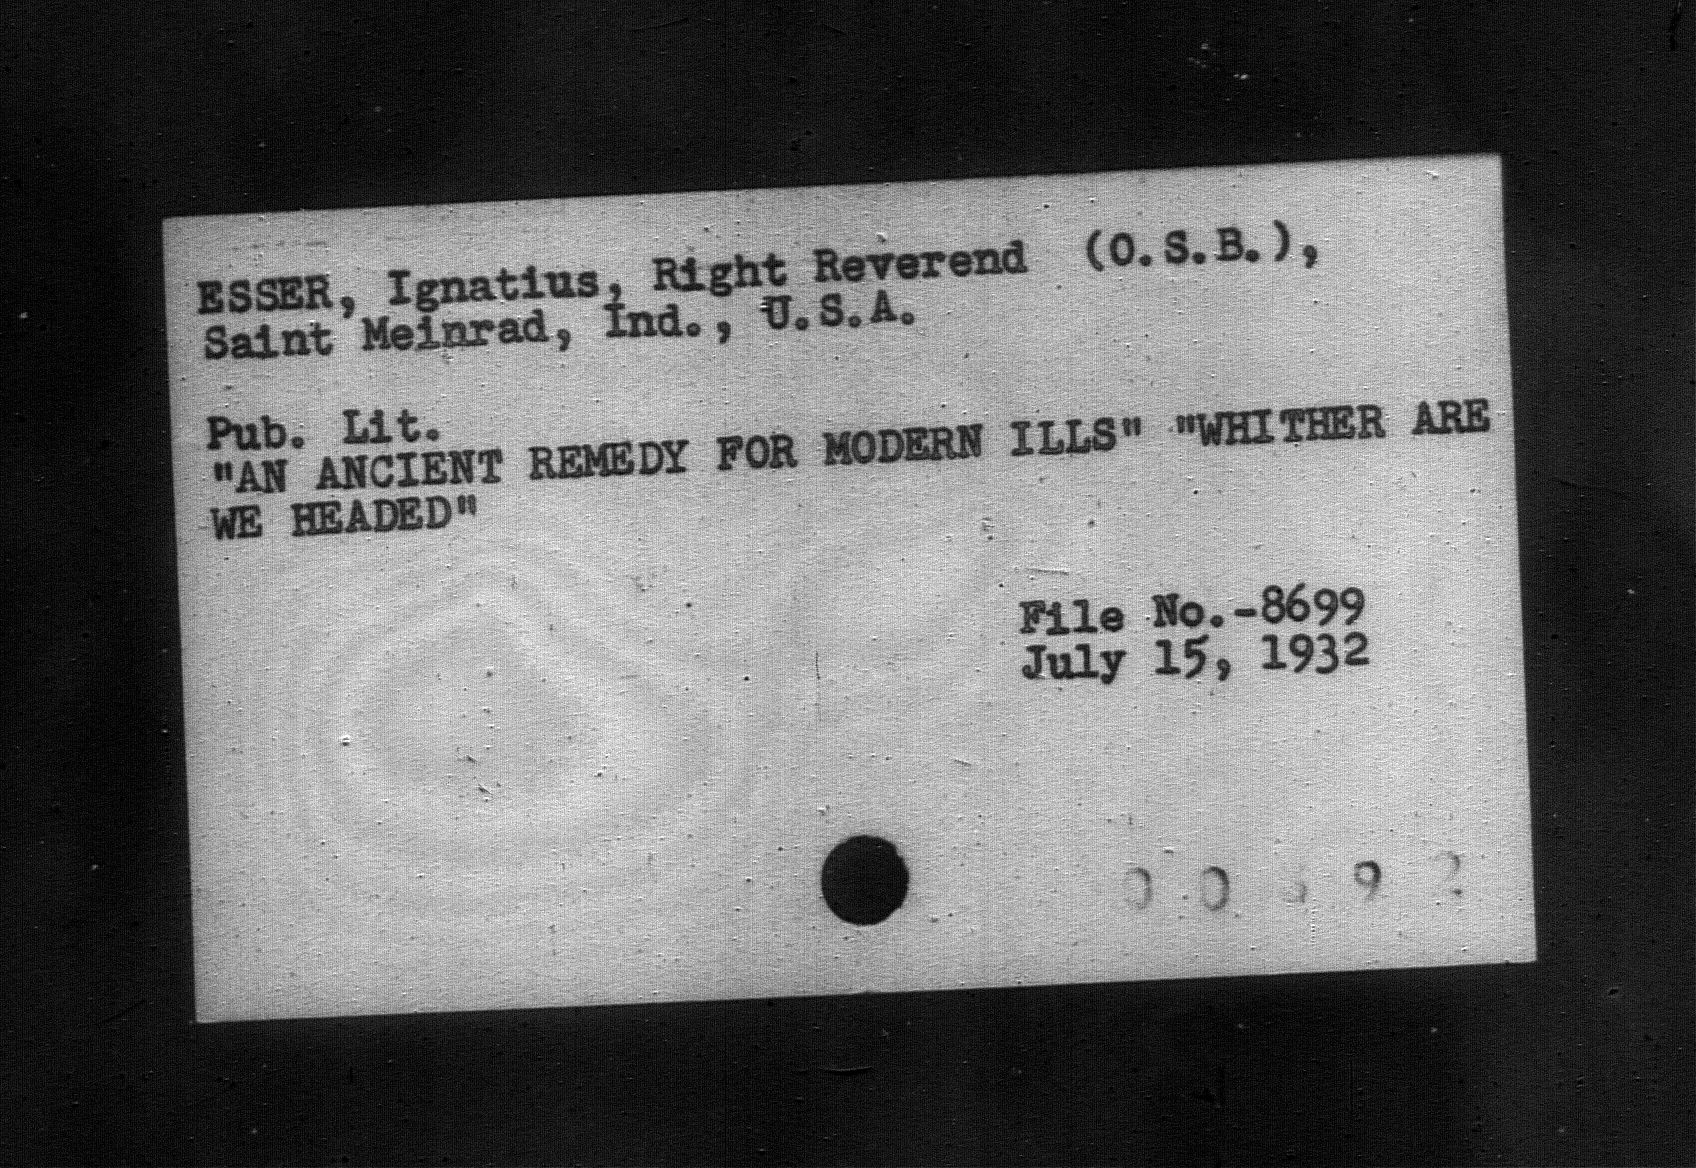 ESSER, Ignatius, Right Reverend (O.S.B.),
Saint Meinrad, Ind., U.S.A.
Pub. Lit.
"AN ANCIENT REMEDY FOR MODERN ILLS" "WHITHER ARE
WE HEADED"
File No.-8699
July 15, 1932